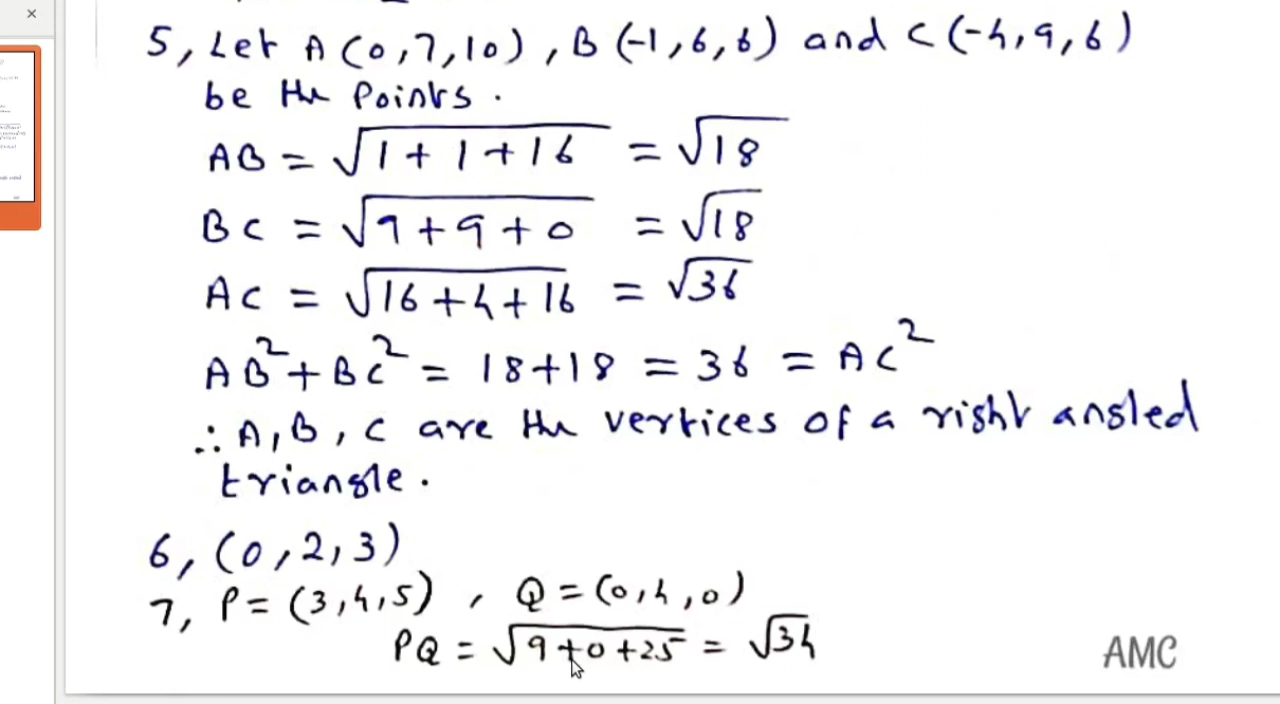 5, Let A(0,7,10), B(-1,6,6) and C(-4,9,6)
be the points.
AB = √1+1+16 = √18
BC = √9+9+0 = √18
AC = √16+4+16 = √36
AB²+BC² = 18+18 = 36 = AC²
∴ A,B,C are the vertices of a right angled
triangle.
6, (0,2,3)
7, P=(3,4,5), Q=(0,4,0)
PQ = √9+0+25 = √34
AMC